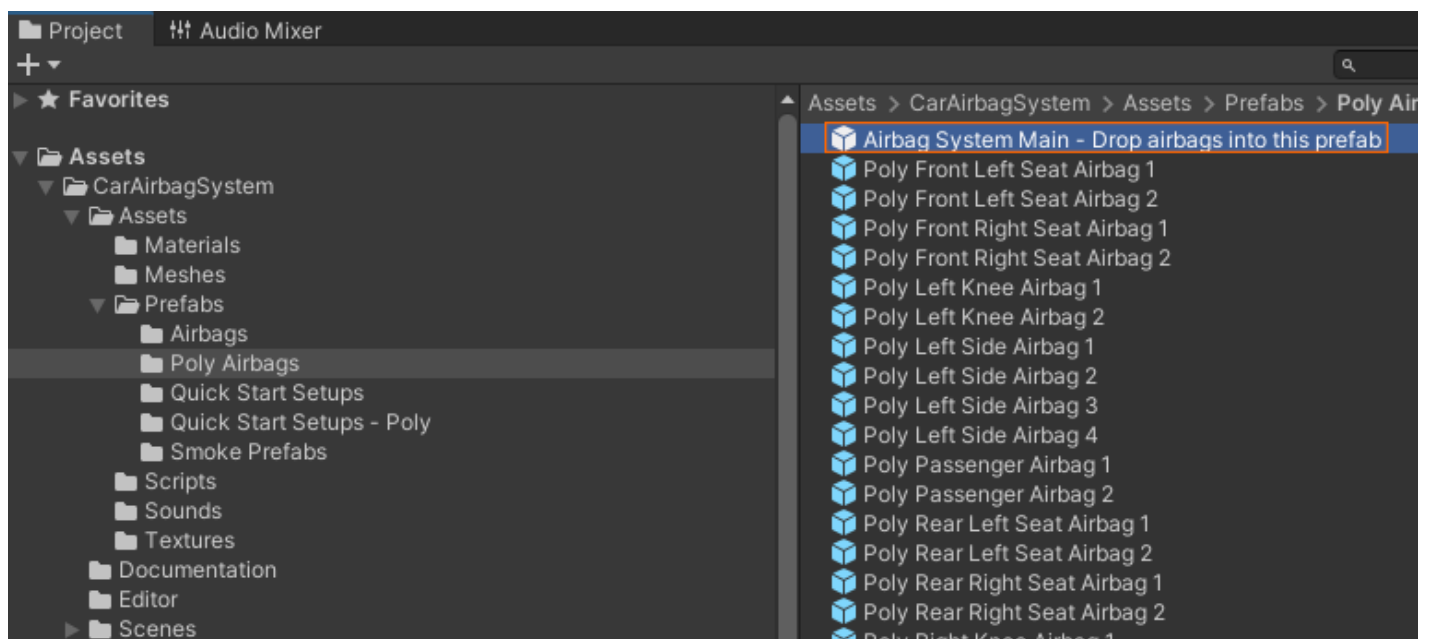 Project
Audio Mixer
Favorites
Assets
CarAirbagSystem
Assets
Materials
Meshes
Prefabs
Airbags
Poly Airbags
Quick Start Setups
Quick Start Setups - Poly
Smoke Prefabs
Scripts
Sounds
Textures
Documentation
Editor
Scenes
Assets > CarAirbagSystem > Assets > Prefabs > Poly Air
Airbag System Main - Drop airbags into this prefab
Poly Front Left Seat Airbag 1
Poly Front Left Seat Airbag 2
Poly Front Right Seat Airbag 1
Poly Front Right Seat Airbag 2
Poly Left Knee Airbag 1
Poly Left Knee Airbag 2
Poly Left Side Airbag 1
Poly Left Side Airbag 2
Poly Left Side Airbag 3
Poly Left Side Airbag 4
Poly Passenger Airbag 1
Poly Passenger Airbag 2
Poly Rear Left Seat Airbag 1
Poly Rear Left Seat Airbag 2
Poly Rear Right Seat Airbag 1
Poly Rear Right Seat Airbag 2
Poly Right Knee Airbag 1